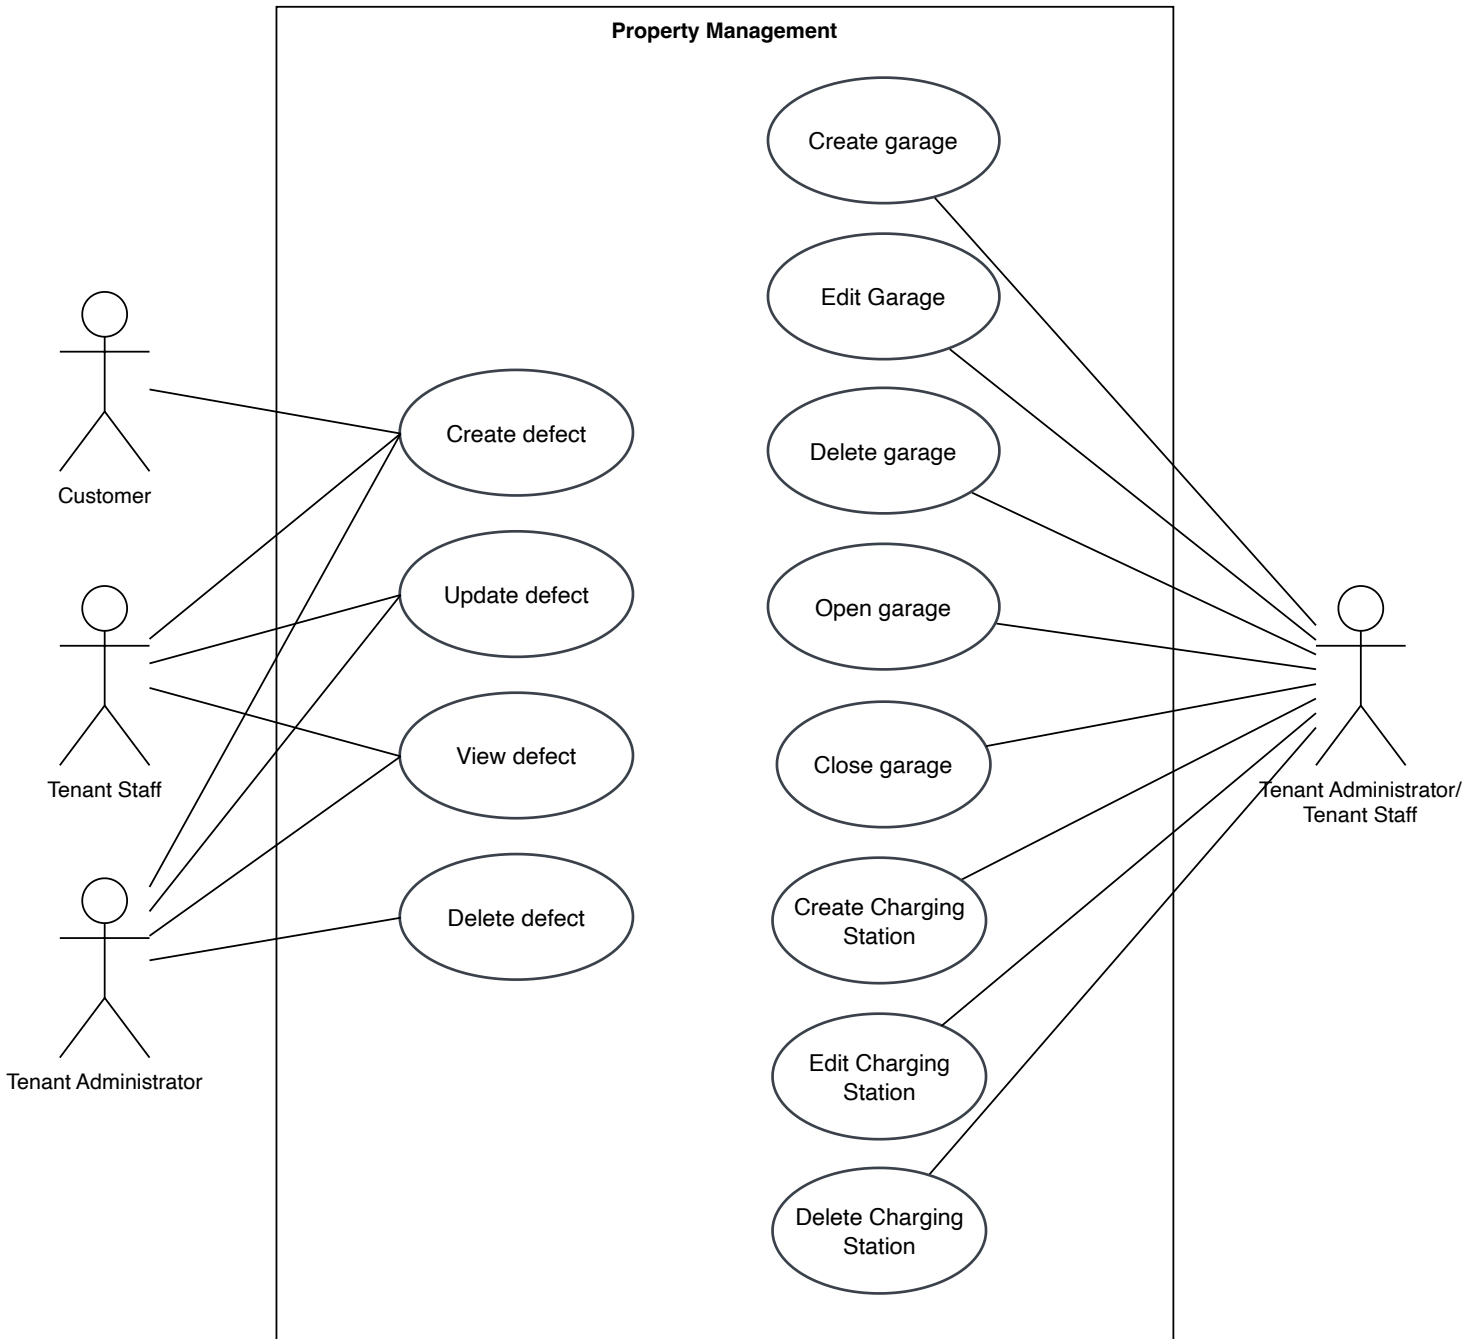 Property Management
Create garage
Edit Garage
Delete garage
Open garage
Close garage
Create Charging
Station
Edit Charging
Station
Delete Charging
Station
Create defect
Update defect
View defect
Delete defect
Customer
Tenant Staff
Tenant Administrator
Tenant Administrator/
Tenant Staff